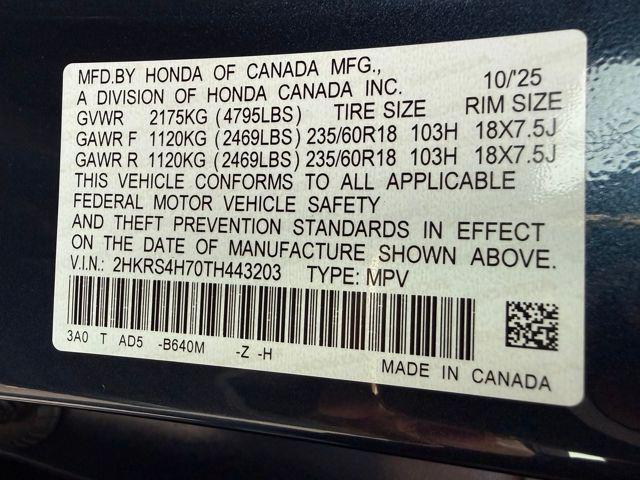 MFD.BY HONDA OF CANADA MFG.,
A DIVISION OF HONDA CANADA INC. 10/'25
GVWR 2175KG (4795LBS) TIRE SIZE RIM SIZE
GAWR F 1120KG (2469LBS) 235/60R18 103H 18X7.5J
GAWR R 1120KG (2469LBS) 235/60R18 103H 18X7.5J
THIS VEHICLE CONFORMS TO ALL APPLICABLE
FEDERAL MOTOR VEHICLE SAFETY
AND THEFT PREVENTION STANDARDS IN EFFECT
ON THE DATE OF MANUFACTURE SHOWN ABOVE.
V.I.N.: 2HKRS4H70TH443203 TYPE: MPV
3A0 T AD5 -B640M -Z -H
MADE IN CANADA